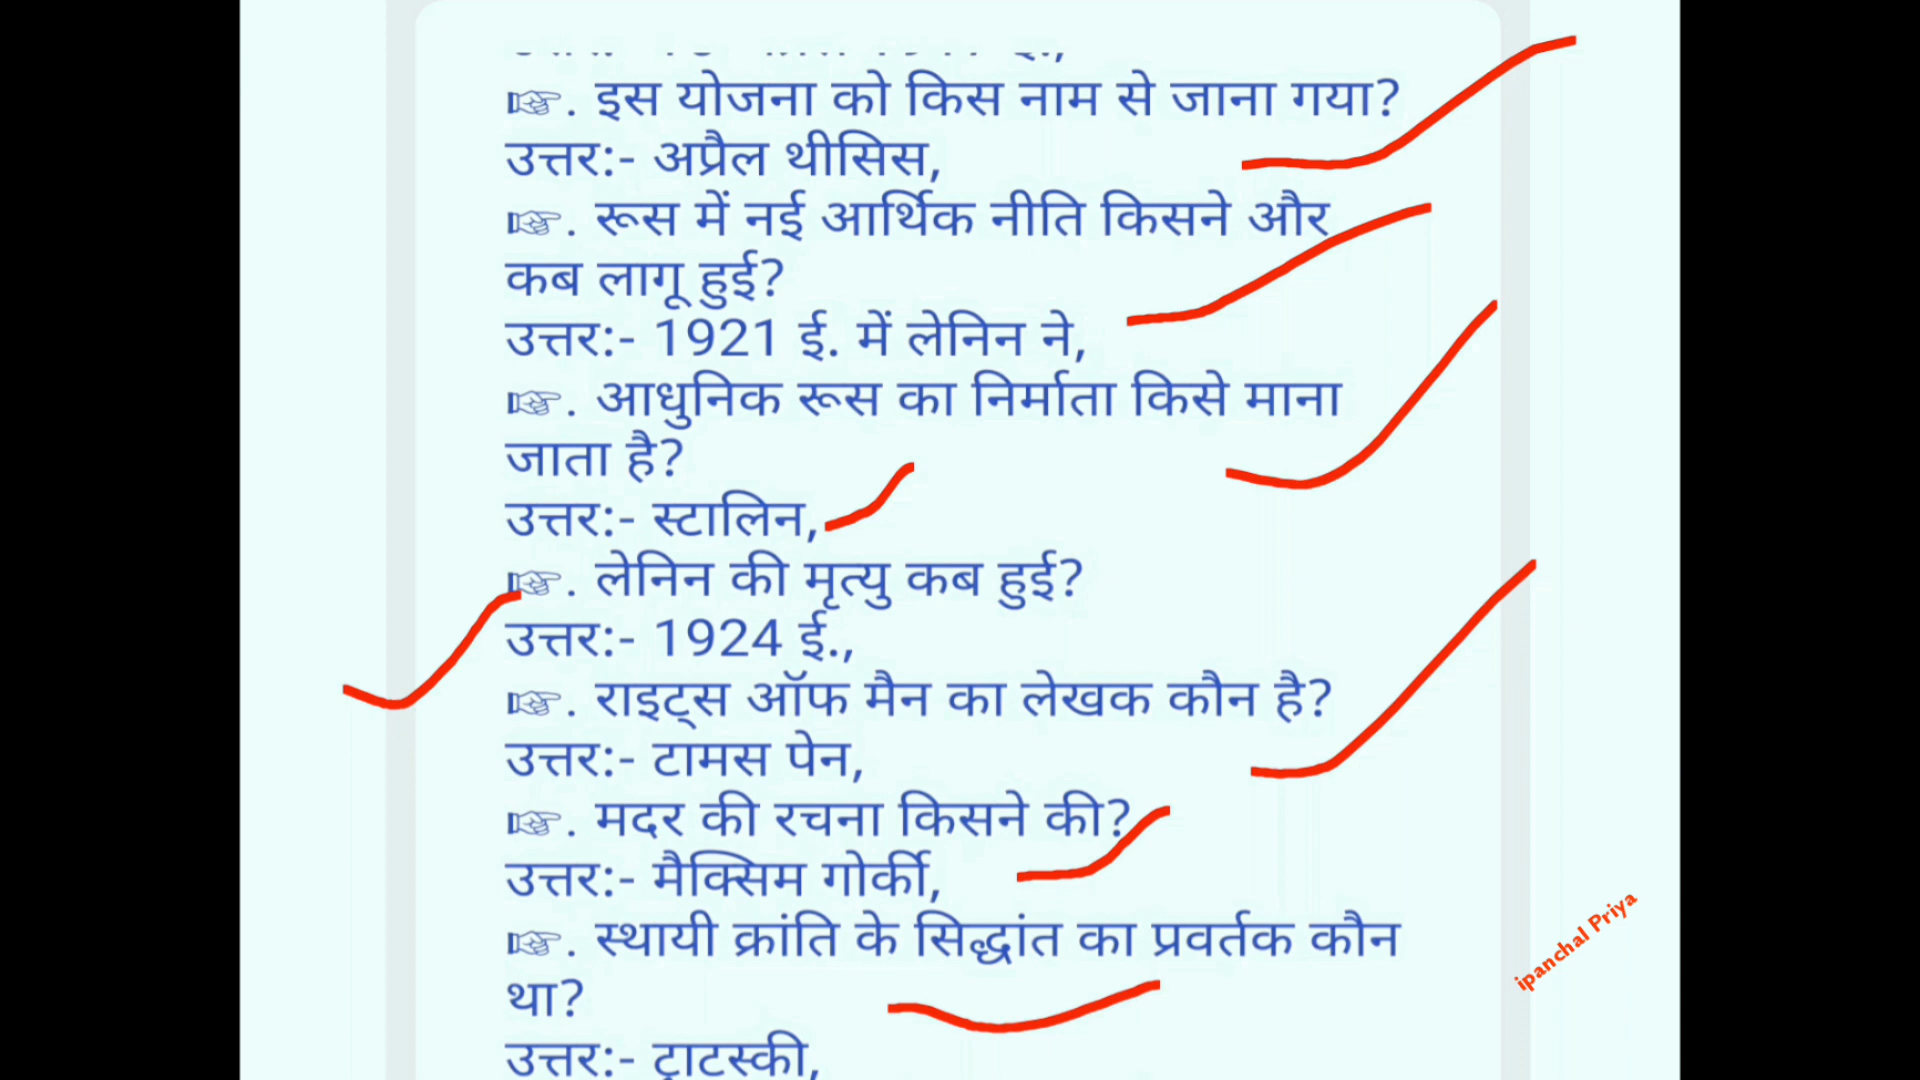 ☞. इस योजना को किस नाम से जाना गया?
उत्तर:- अप्रैल थीसिस,
☞. रूस में नई आर्थिक नीति किसने और
कब लागू हुई?
उत्तर:- 1921 ई. में लेनिन ने,
☞. आधुनिक रूस का निर्माता किसे माना
जाता है?
उत्तर:- स्टालिन,
☞. लेनिन की मृत्यु कब हुई?
उत्तर:- 1924 ई.,
☞. राइट्स ऑफ मैन का लेखक कौन है?
उत्तर:- टामस पेन,
☞. मदर की रचना किसने की?
उत्तर:- मैक्सिम गोर्की,
☞. स्थायी क्रांति के सिद्धांत का प्रवर्तक कौन
था?
उत्तर:- ट्राटस्की,
ipanchal Priya